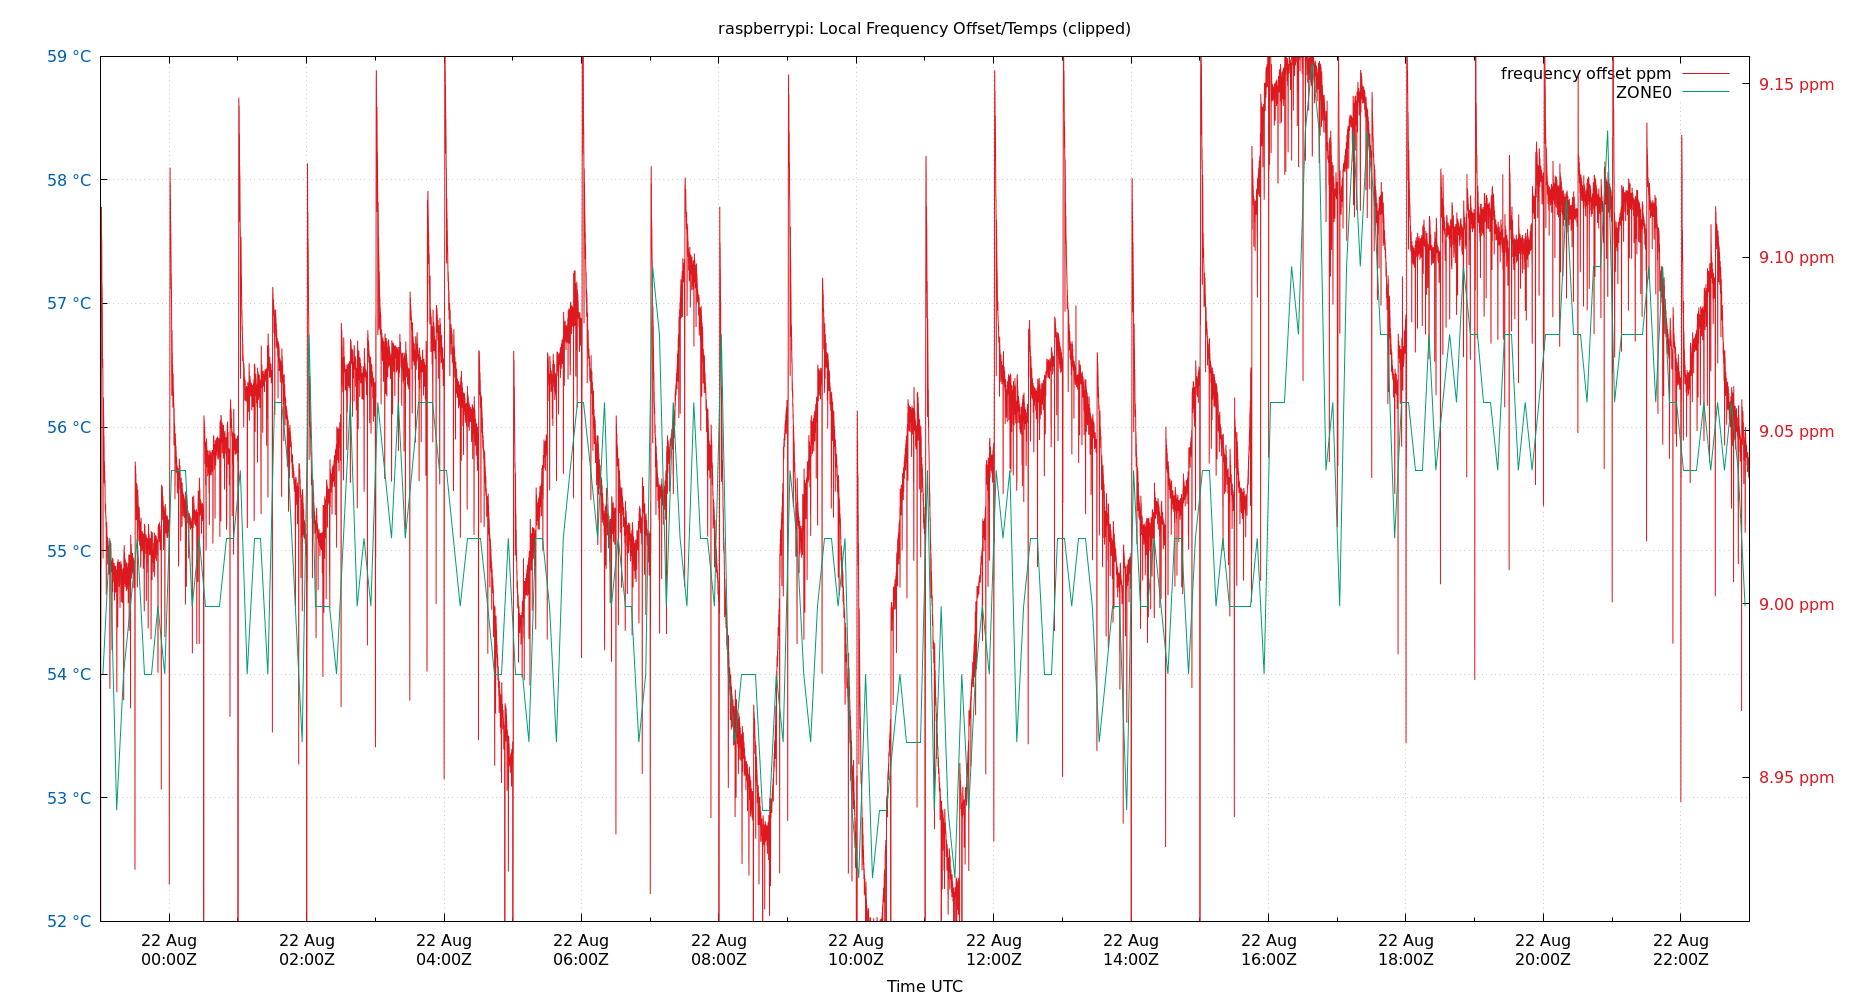 raspberrypi: Local Frequency Offset/Temps (clipped)
59 °C
58 °C
57 °C
56 °C
55 °C
54 °C
53 °C
52 °C
frequency offset ppm
ZONE0
9.15 ppm
9.10 ppm
9.05 ppm
9.00 ppm
8.95 ppm
22 Aug 22 Aug 22 Aug 22 Aug 22 Aug 22 Aug 22 Aug 22 Aug 22 Aug 22 Aug 22 Aug 22 Aug
00:00Z 02:00Z 04:00Z 06:00Z 08:00Z 10:00Z 12:00Z 14:00Z 16:00Z 18:00Z 20:00Z 22:00Z
Time UTC